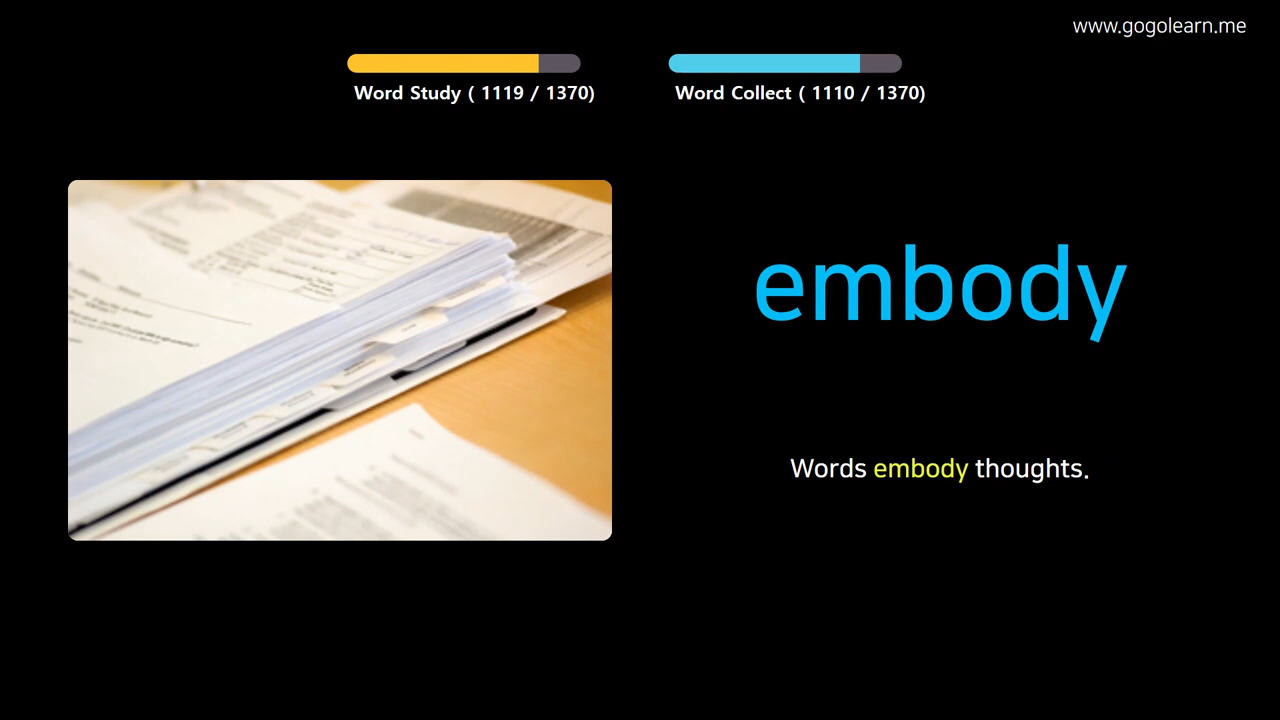 www.gogolearn.me
Word Study ( 1119 / 1370)
Word Collect ( 1110 / 1370)
embody
Words embody thoughts.